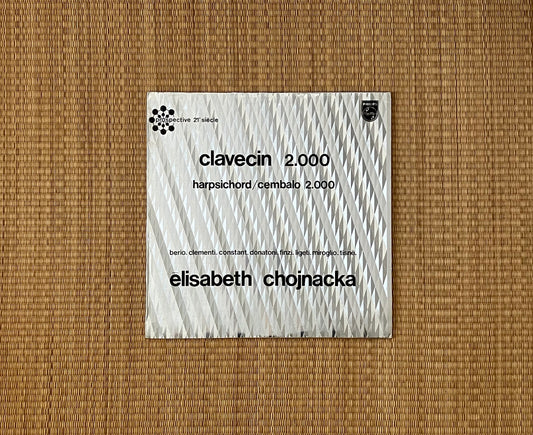 prospective 21e siècle
PHILIPS
clavecin 2.000
harpsichord/cembalo 2.000
berio. clementi. constant. donatoni. finzi. ligeti. miroglio. tisné.
elisabeth chojnacka